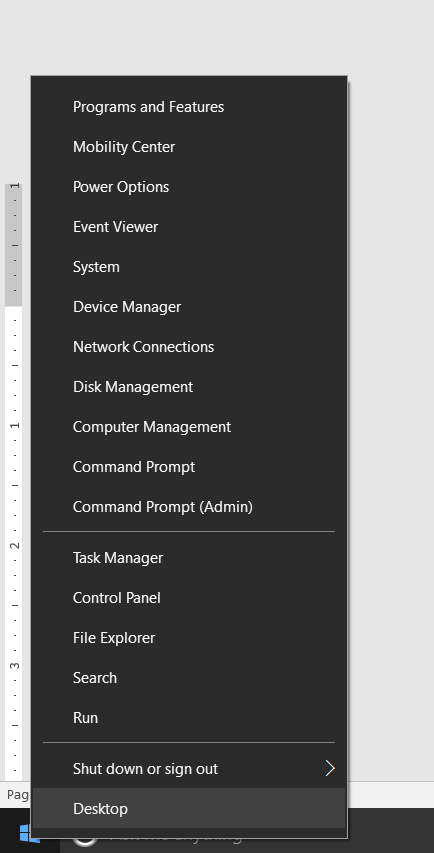 Programs and Features
Mobility Center
Power Options
Event Viewer
System
Device Manager
Network Connections
Disk Management
Computer Management
Command Prompt
Command Prompt (Admin)
Task Manager
Control Panel
File Explorer
Search
Run
Shut down or sign out
Desktop
1
1
2
3
Pag